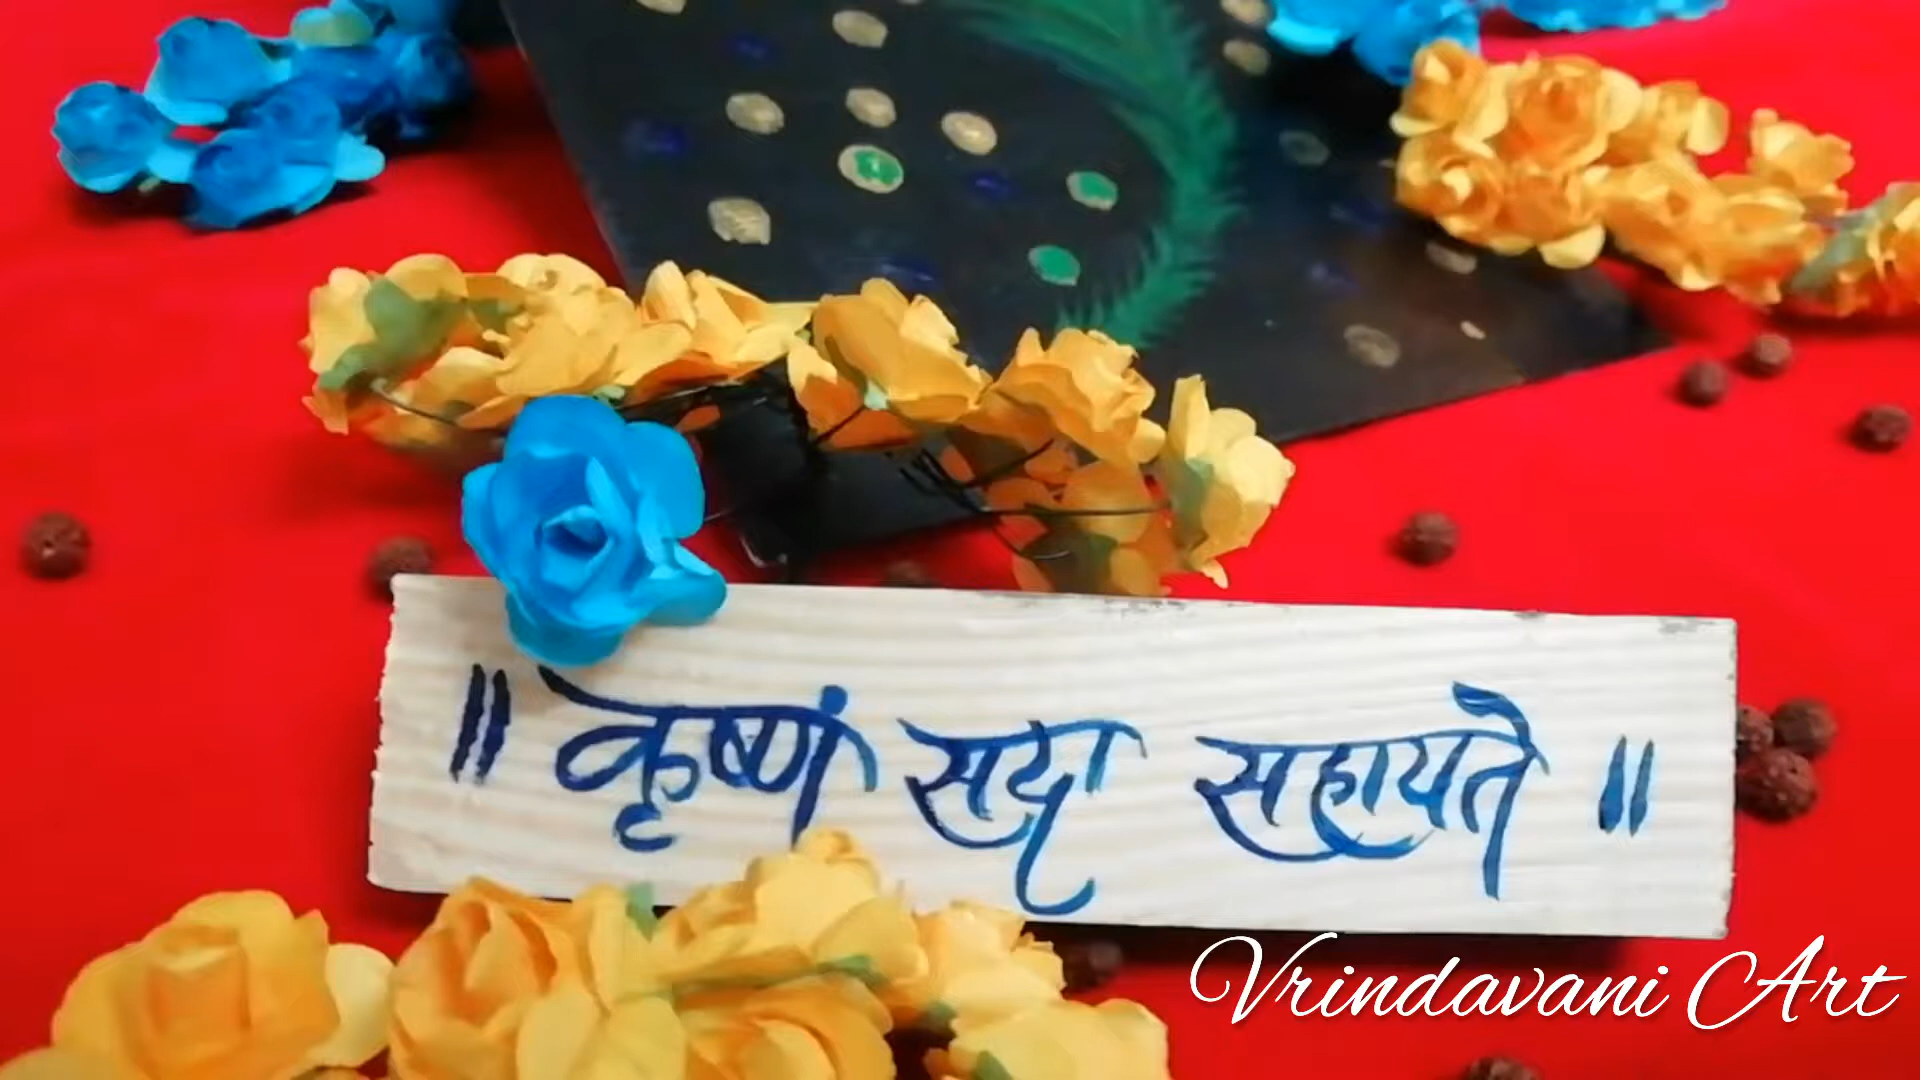 ॥ कृष्णं सदा सहायते ॥
Vrindavani Art